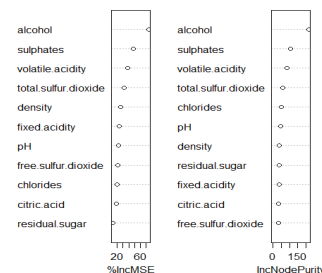 alcohol
sulphates
volatile.acidity
total.sulfur.dioxide
density
fixed.acidity
pH
free.sulfur.dioxide
chlorides
citric.acid
residual.sugar
20 60
%IncMSE
alcohol
sulphates
volatile.acidity
total.sulfur.dioxide
chlorides
pH
density
residual.sugar
fixed.acidity
citric.acid
free.sulfur.dioxide
0 150
IncNodePurity